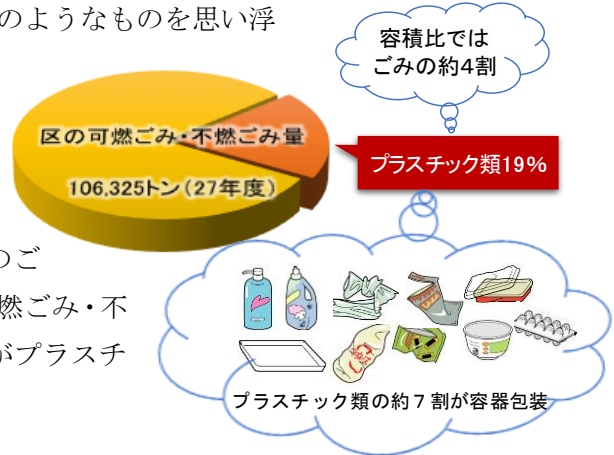 のようなものを思い浮
容積比では
ごみの約4割
区の可燃ごみ・不燃ごみ量
106,325トン(27年度)
プラスチック類19%
のご
燃ごみ・不
がプラスチ
プラスチック類の約７割が容器包装